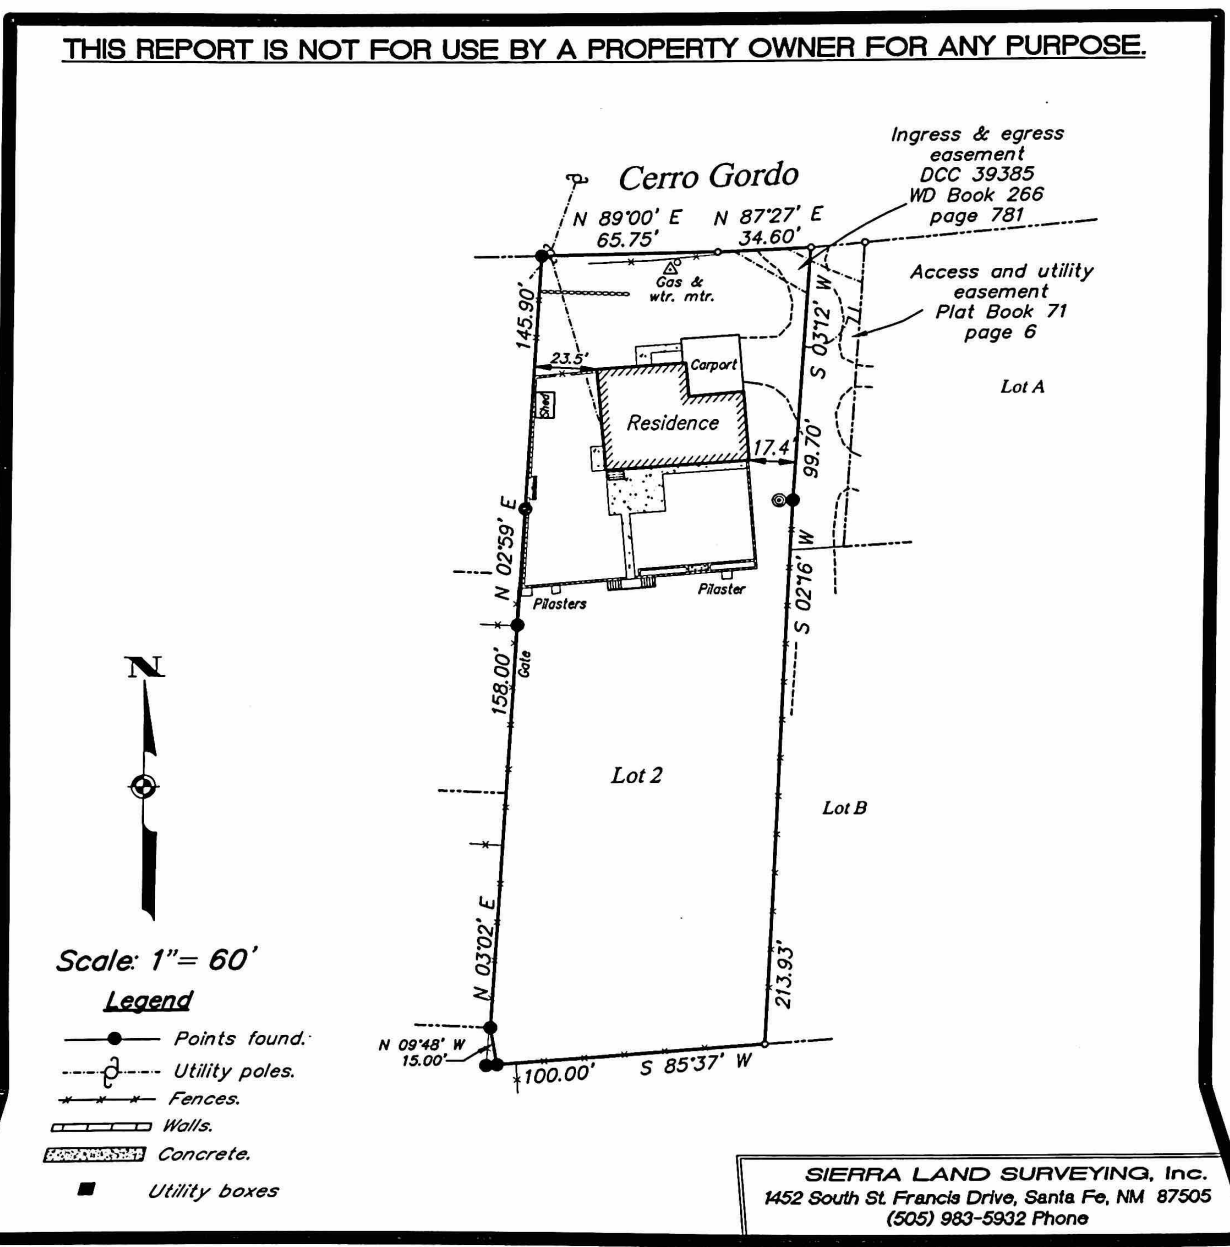 THIS REPORT IS NOT FOR USE BY A PROPERTY OWNER FOR ANY PURPOSE.
Ingress & egress
easement
DCC 39385
WD Book 266
page 781
Cerro Gordo
N 89°00' E
65.75'
N 87°27' E
34.60'
Access and utility
easement
Plat Book 71
page 6
Gas &
wtr. mtr.
145.90'
S 03°12' W
23.5'
Carport
Lot A
Shed
Residence
17.4'
99.70'
N 02°59' E
S 02°16' W
Pilasters
Pilaster
Gate
158.00'
N
Lot 2
Lot B
N 03°02' E
213.93'
Scale: 1"= 60'
Legend
Points found.
Utility poles.
Fences.
Walls.
Concrete.
Utility boxes
N 09°48' W
15.00'
100.00'
S 85°37' W
SIERRA LAND SURVEYING, Inc.
1452 South St. Francis Drive, Santa Fe, NM 87505
(505) 983-5932 Phone